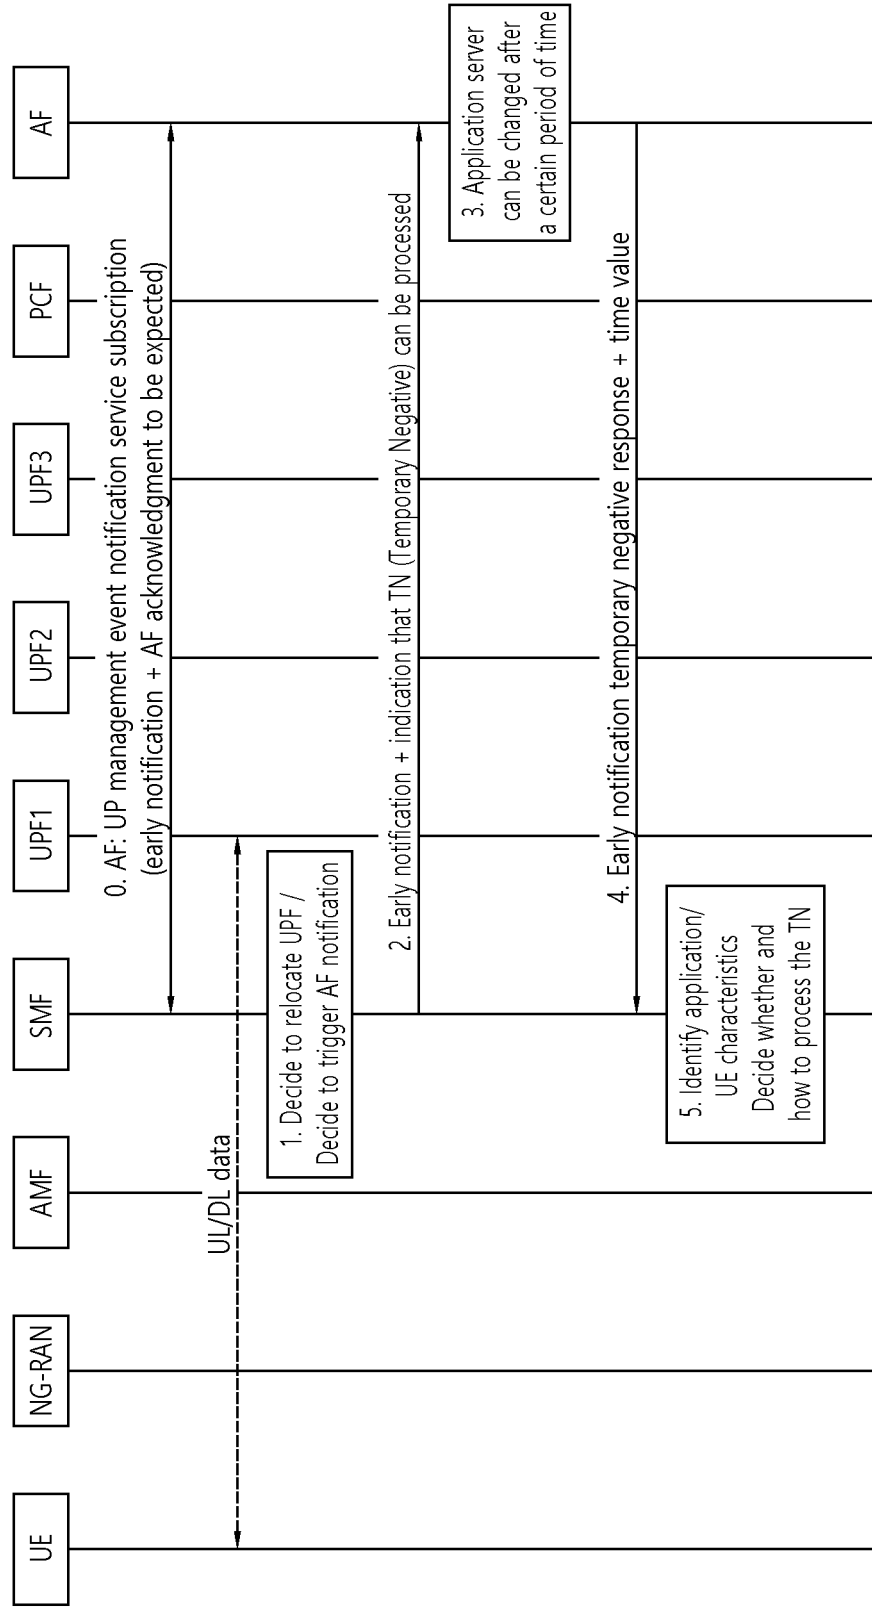 UE
NG-RAN
AMF
SMF
UPF1
UPF2
UPF3
PCF
AF
0. AF: UP management event notification service subscription
(early notification + AF acknowledgment to be expected)
UL/DL data
1. Decide to relocate UPF /
Decide to trigger AF notification
2. Early notification + indication that TN (Temporary Negative) can be processed
3. Application server
can be changed after
a certain period of time
4. Early notification temporary negative response + time value
5. Identify application/
UE characteristics
Decide whether and
how to process the TN